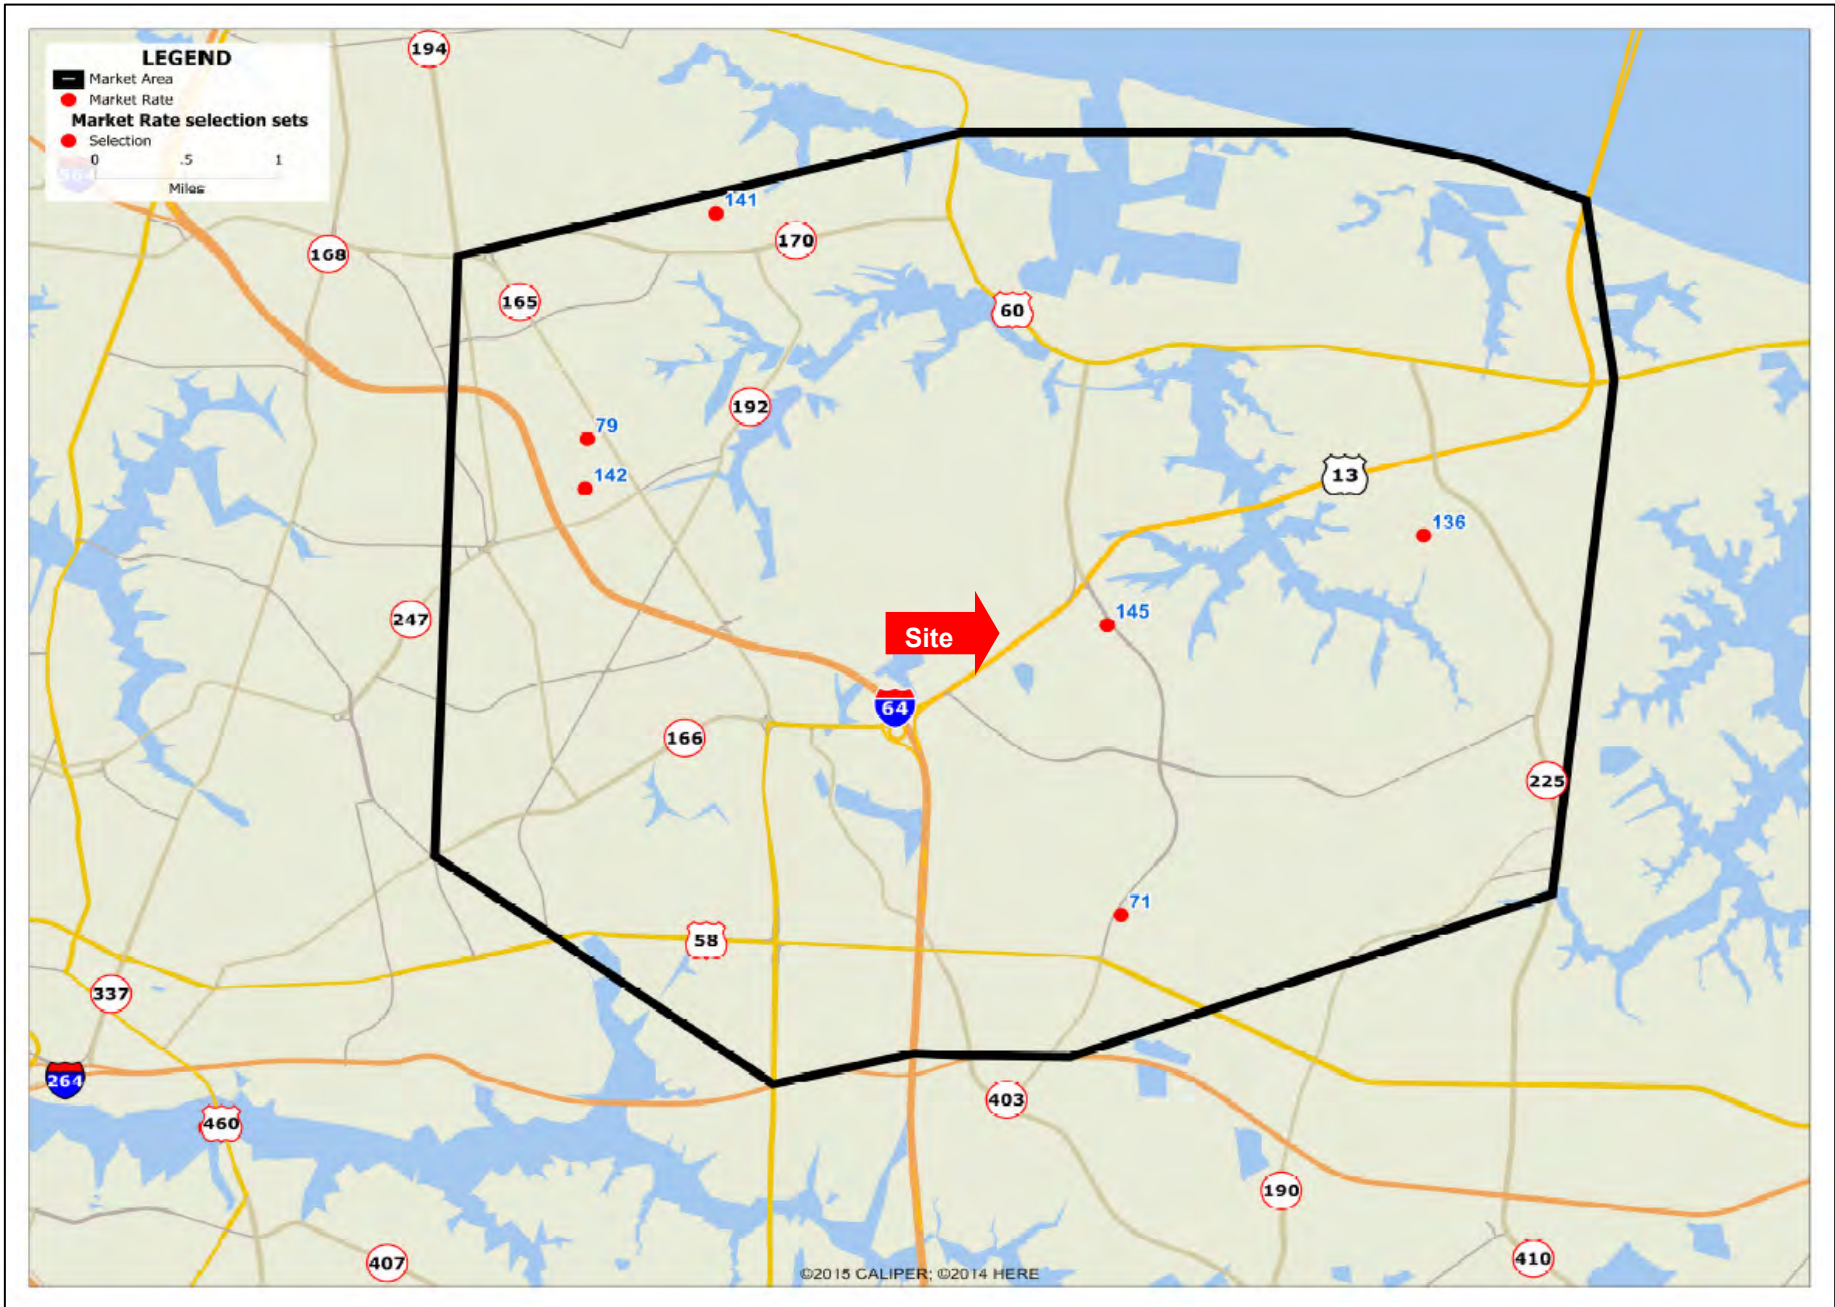 LEGEND
Market Area
Market Rate
Market Rate selection sets
Selection
0 .5 1
Miles
564
194
141
170
168
165
60
192
79
142
13
136
247
145
Site
64
166
225
71
58
337
264
403
460
190
407
410
©2015 CALIPER; ©2014 HERE